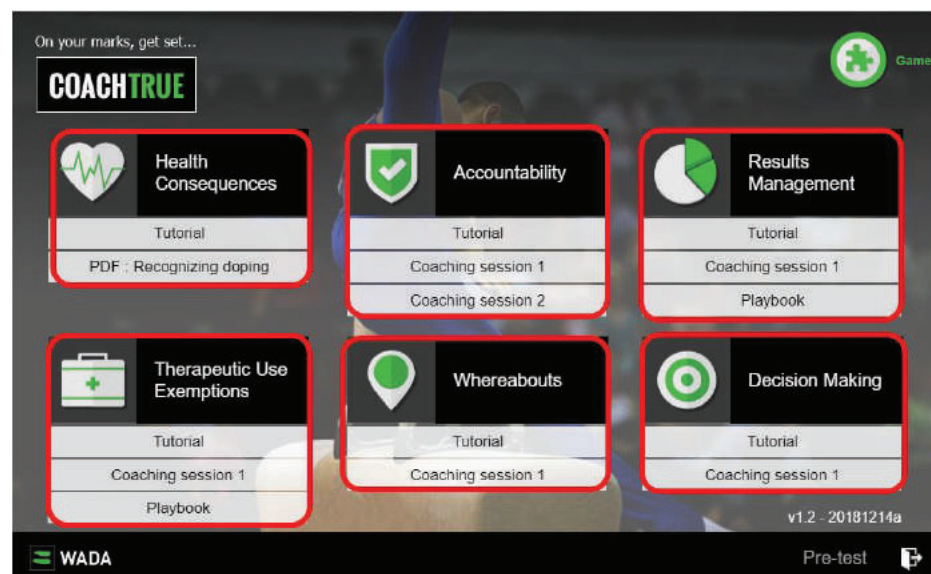 On your marks, get set...
COACHTRUE
Game
Health
Consequences
Tutorial
PDF : Recognizing doping
Accountability
Tutorial
Coaching session 1
Coaching session 2
Results
Management
Tutorial
Coaching session 1
Playbook
Therapeutic Use
Exemptions
Tutorial
Coaching session 1
Playbook
Whereabouts
Tutorial
Coaching session 1
Decision Making
Tutorial
Coaching session 1
v1.2 - 20181214a
WADA
Pre-test